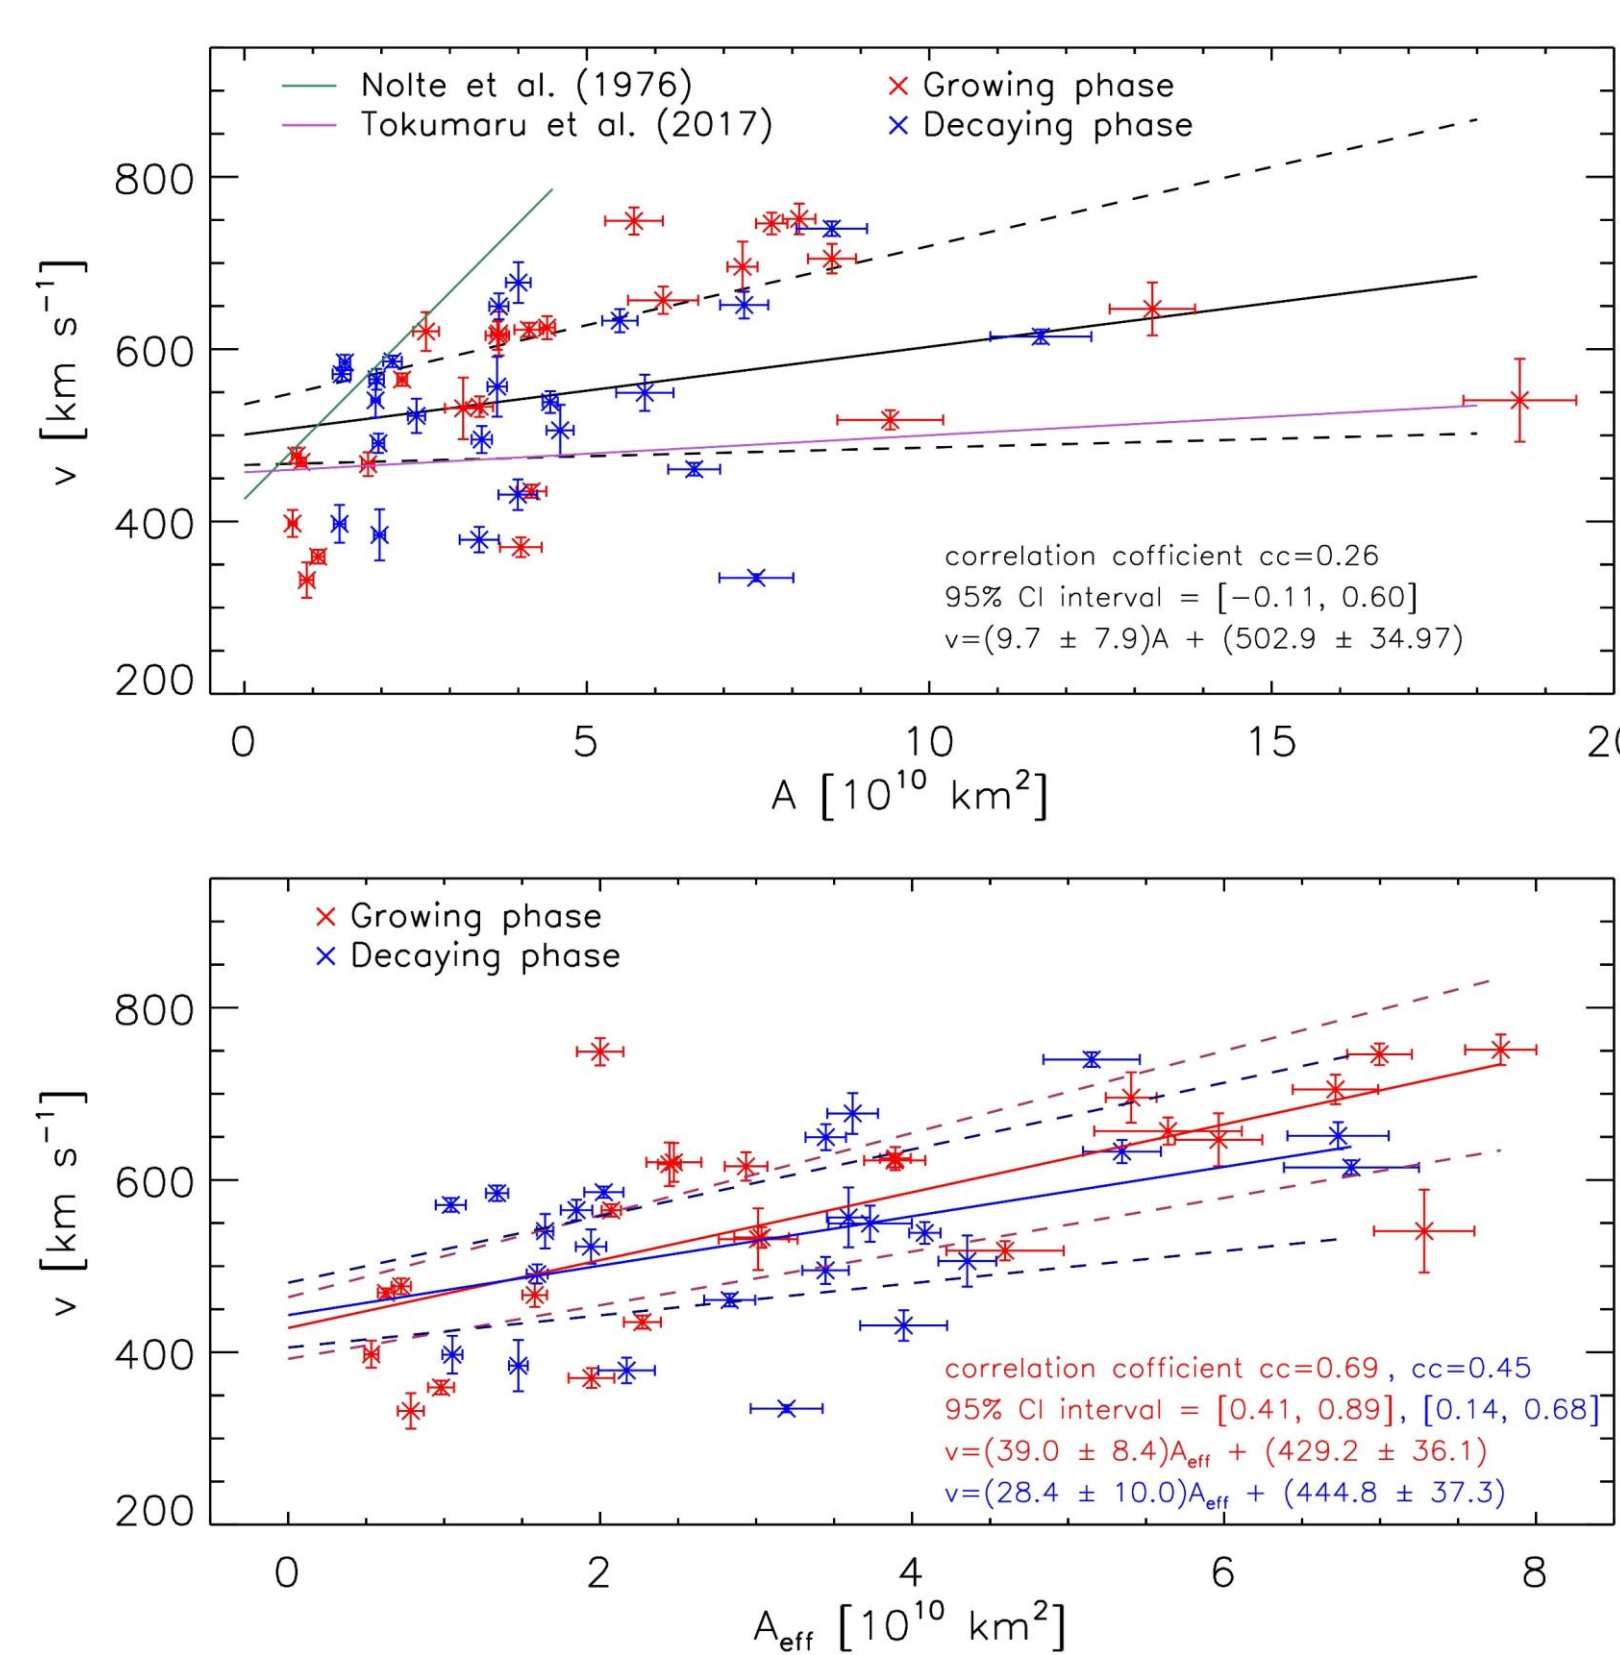 Nolte et al. (1976)
Tokumaru et al. (2017)
× Growing phase
× Decaying phase
800
600
400
200
v [km s⁻¹]
correlation cofficient cc=0.26
95% CI interval = [−0.11, 0.60]
v=(9.7 ± 7.9)A + (502.9 ± 34.97)
0 5 10 15 20
A [10¹⁰ km²]
× Growing phase
× Decaying phase
800
600
400
200
v [km s⁻¹]
correlation cofficient cc=0.69 , cc=0.45
95% CI interval = [0.41, 0.89], [0.14, 0.68]
v=(39.0 ± 8.4)A_eff + (429.2 ± 36.1)
v=(28.4 ± 10.0)A_eff + (444.8 ± 37.3)
0 2 4 6 8
A_eff [10¹⁰ km²]